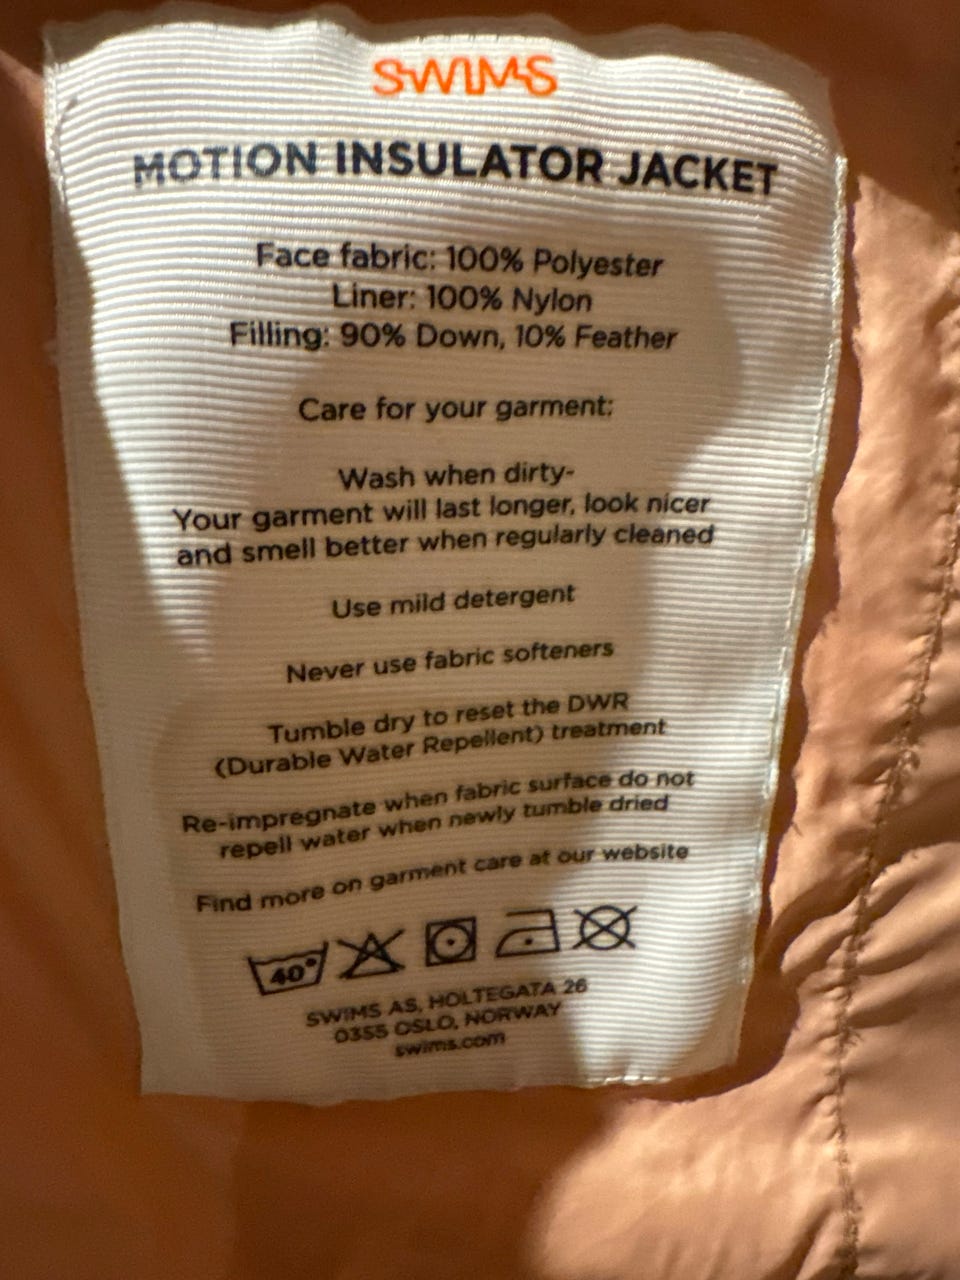 SWIMS
MOTION INSULATOR JACKET
Face fabric: 100% Polyester
Liner: 100% Nylon
Filling: 90% Down, 10% Feather
Care for your garment:
Wash when dirty-
Your garment will last longer, look nicer
and smell better when regularly cleaned
Use mild detergent
Never use fabric softeners
Tumble dry to reset the DWR
(Durable Water Repellent) treatment
Re-impregnate when fabric surface do not
repell water when newly tumble dried
Find more on garment care at our website
40°
SWIMS AS, HOLTEGATA 26
0355 OSLO, NORWAY
swims.com